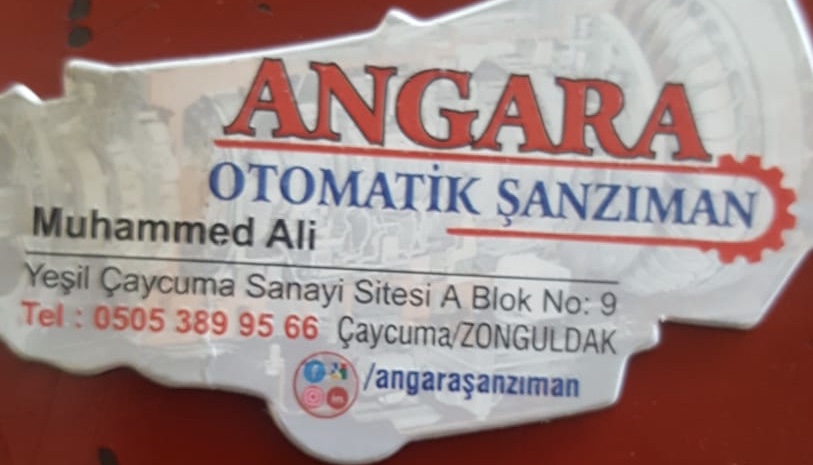 ANGARA
OTOMATİK ŞANZIMAN
Muhammed Ali
Yeşil Çaycuma Sanayi Sitesi A Blok No: 9
Tel : 0505 389 95 66 Çaycuma/ZONGULDAK
/angaraşanzıman